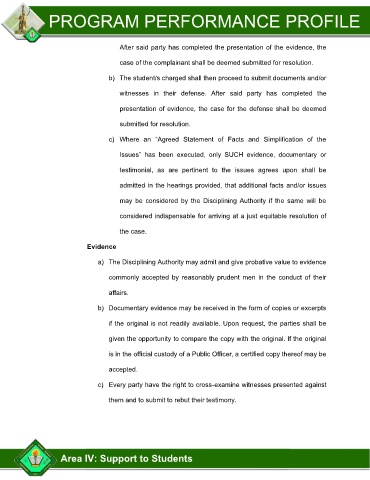 PROGRAM PERFORMANCE PROFILE
After said party has completed the presentation of the evidence, the
case of the complainant shall be deemed submitted for resolution.
b) The student/s charged shall then proceed to submit documents and/or
witnesses in their defense. After said party has completed the
presentation of evidence, the case for the defense shall be deemed
submitted for resolution.
c) Where an “Agreed Statement of Facts and Simplification of the
Issues” has been executed, only SUCH evidence, documentary or
testimonial, as are pertinent to the issues agrees upon shall be
admitted in the hearings provided, that additional facts and/or issues
may be considered by the Disciplining Authority if the same will be
considered indispensable for arriving at a just equitable resolution of
the case.
Evidence
a) The Disciplining Authority may admit and give probative value to evidence
commonly accepted by reasonably prudent men in the conduct of their
affairs.
b) Documentary evidence may be received in the form of copies or excerpts
if the original is not readily available. Upon request, the parties shall be
given the opportunity to compare the copy with the original. If the original
is in the official custody of a Public Officer, a certified copy thereof may be
accepted.
c) Every party have the right to cross-examine witnesses presented against
them and to submit to rebut their testimony.
Area IV: Support to Students